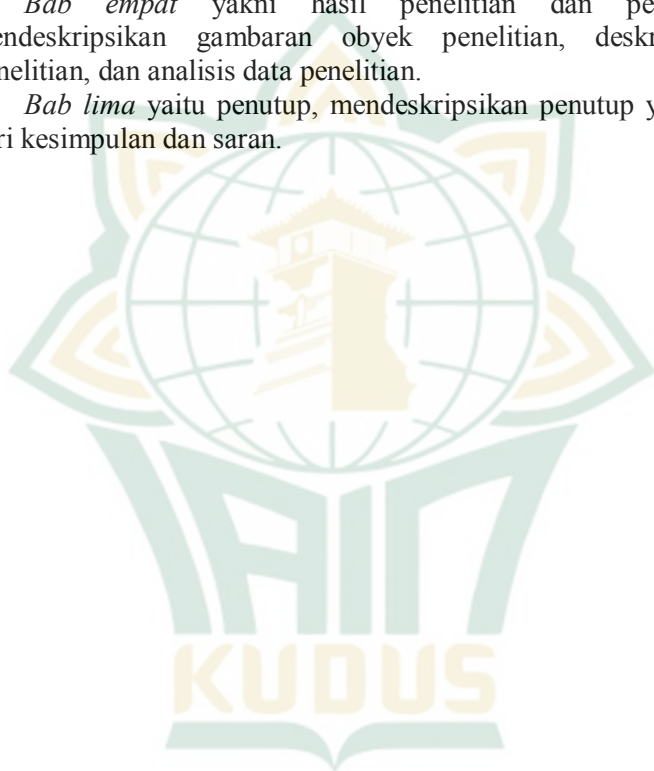 Bab empat yakni hasil penelitian dan pe
endeskripsikan gambaran obyek penelitian, deskr
nelitian, dan analisis data penelitian.
Bab lima yaitu penutup, mendeskripsikan penutup y
ri kesimpulan dan saran.
IAIN
KUDUS